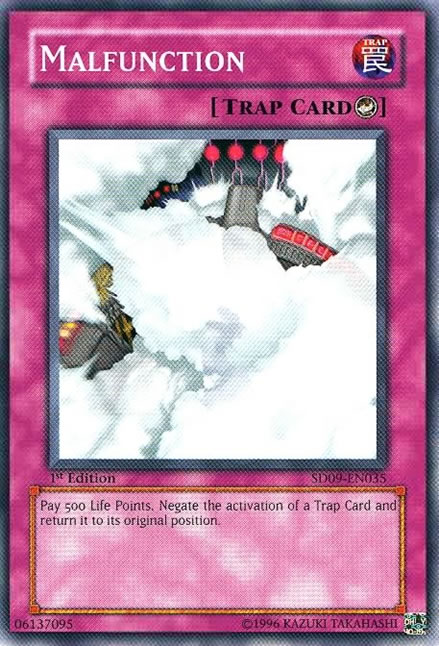 MALFUNCTION
TRAP
罠
[TRAP CARD]
1st Edition
SD09-EN035
Pay 500 Life Points. Negate the activation of a Trap Card and
return it to its original position.
06137095
©1996 KAZUKI TAKAHASHI